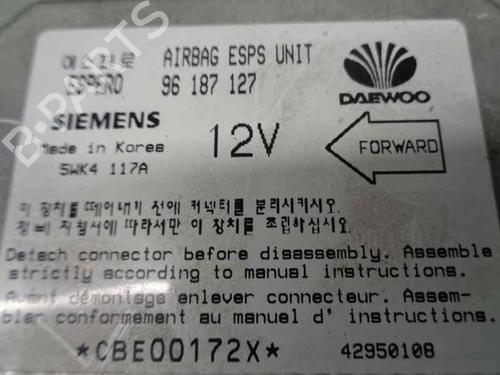 에스페로 AIRBAG ESPS UNIT
ESPERO 96 187 127
DAEWOO
SIEMENS 12V FORWARD
Made in Korea
5WK4 117A
이 장치를 떼어내기 전에 커넥터를 분리시키시오.
정비 지침서에 따라서만 이 장치를 조립하십시오.
Detach connector before disassembly. Assemble
strictly according to manual instructions.
Avant démontage enlever connecteur. Assem-
bler conformement au manuel d' instructions.
*CBE00172X* 42950108
B-PARTS